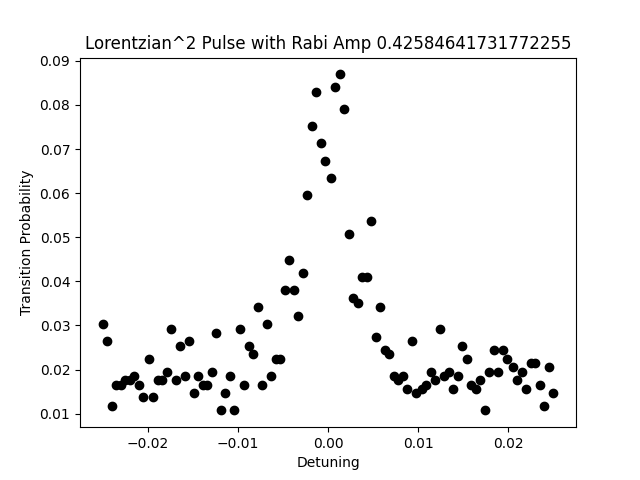 Lorentzian^2 Pulse with Rabi Amp 0.42584641731772255
0.09
0.08
0.07
0.06
0.05
0.04
0.03
0.02
0.01
Transition Probability
−0.02 −0.01 0.00 0.01 0.02
Detuning